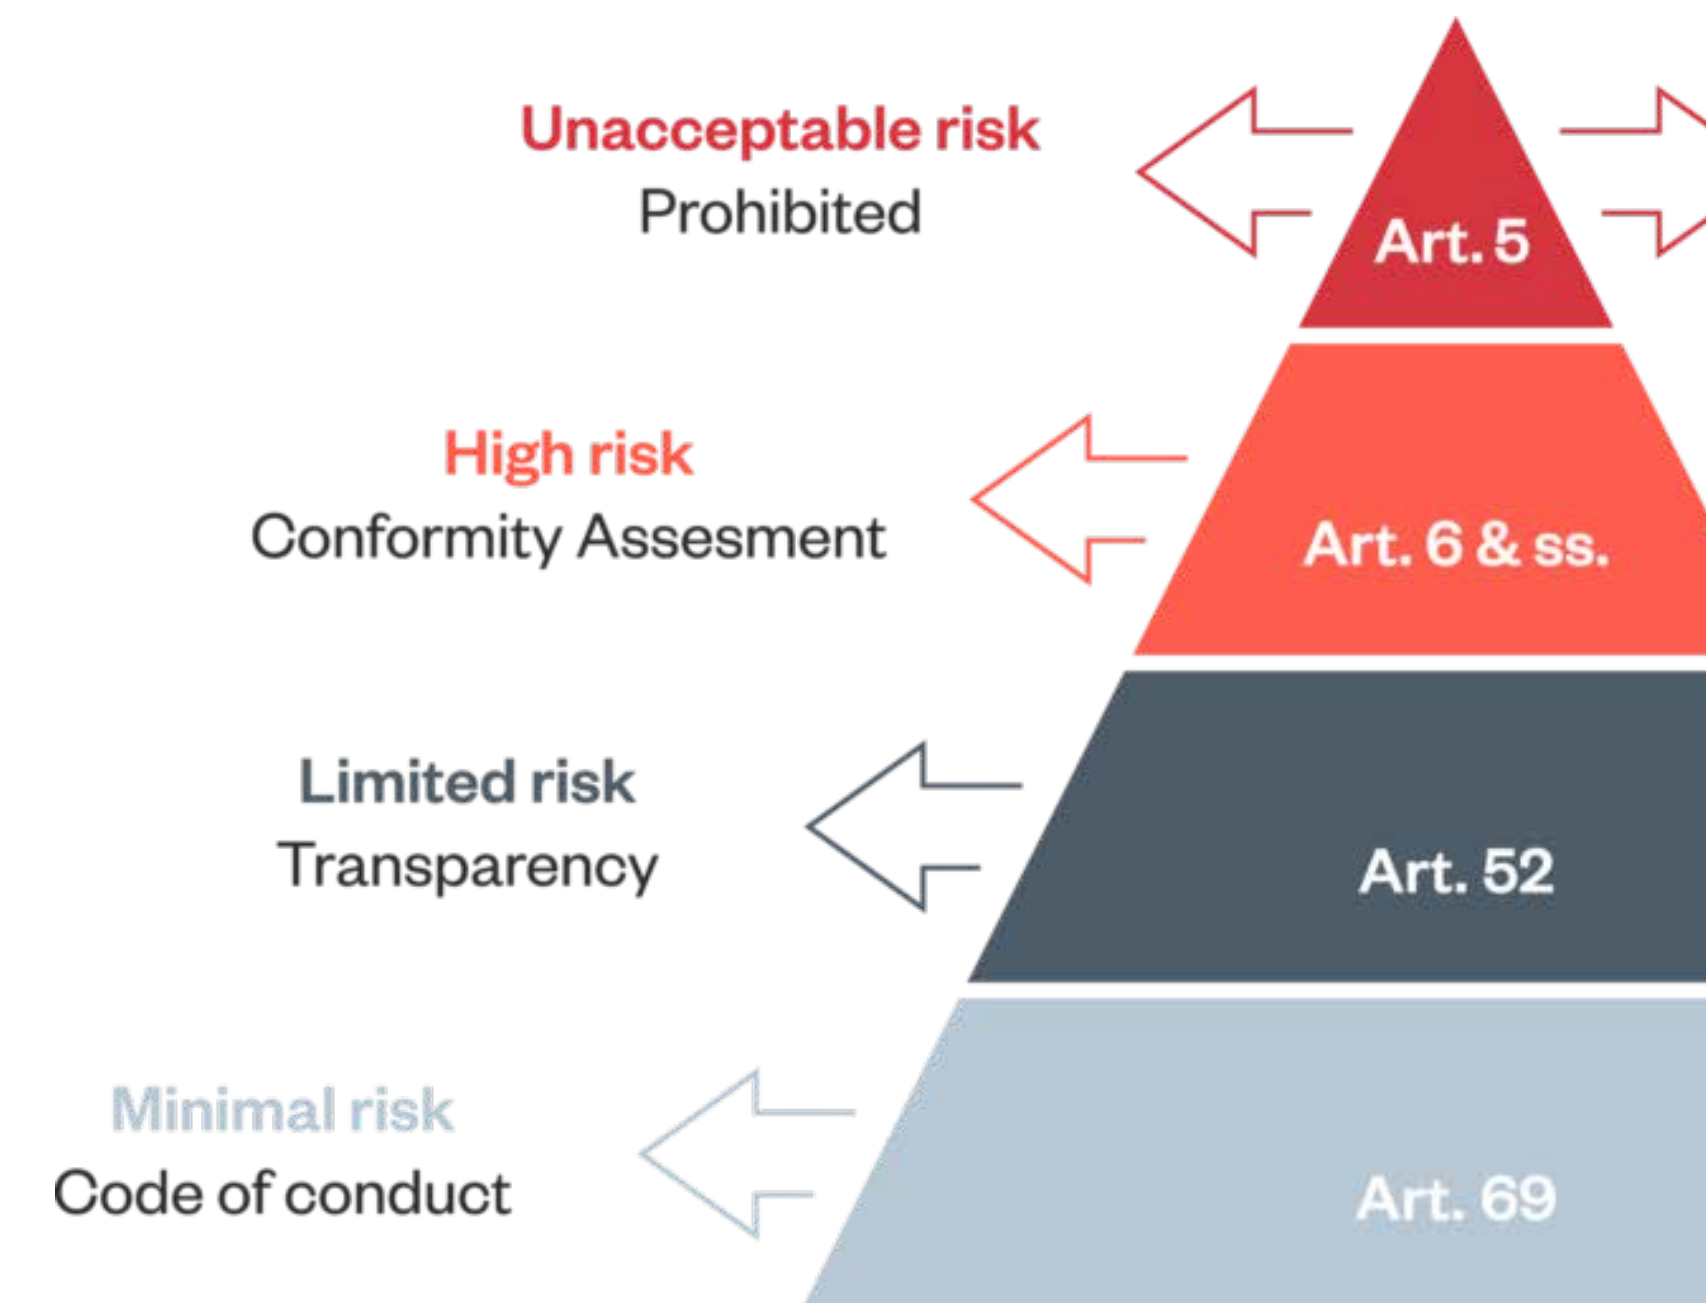 Unacceptable risk
Prohibited
Art. 5
High risk
Conformity Assesment
Art. 6 & ss.
Limited risk
Transparency
Art. 52
Minimal risk
Code of conduct
Art. 69